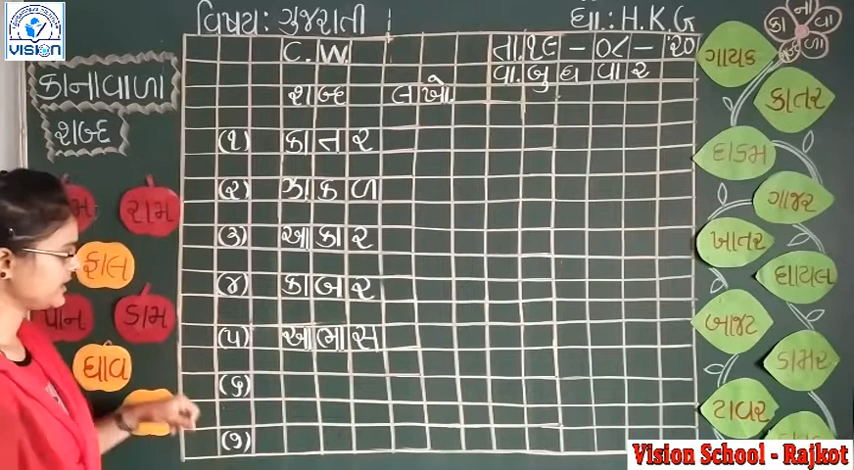 વિષય: ગુજરાતી
ધો.: H.K.G
C.W.
તા.૧૯-૦૮-'૨૦
વા.બુધવાર
શબ્દ લખો.
(૧) કાતર
(૨) ઝાકળ
(૩) આકાર
(૪) કાબર
(૫) આભાસ
(૬)
(૭)
VISION
કાનાવાળા
શબ્દ
રામ
ફાલ
પાન
કામ
ઘાવ
કાનાવાળા
ગાયક
કાતર
દાડમ
ગાજર
ખાતર
ઘાયલ
બાજટ
ડામર
ટાવર
Vision School - Rajkot